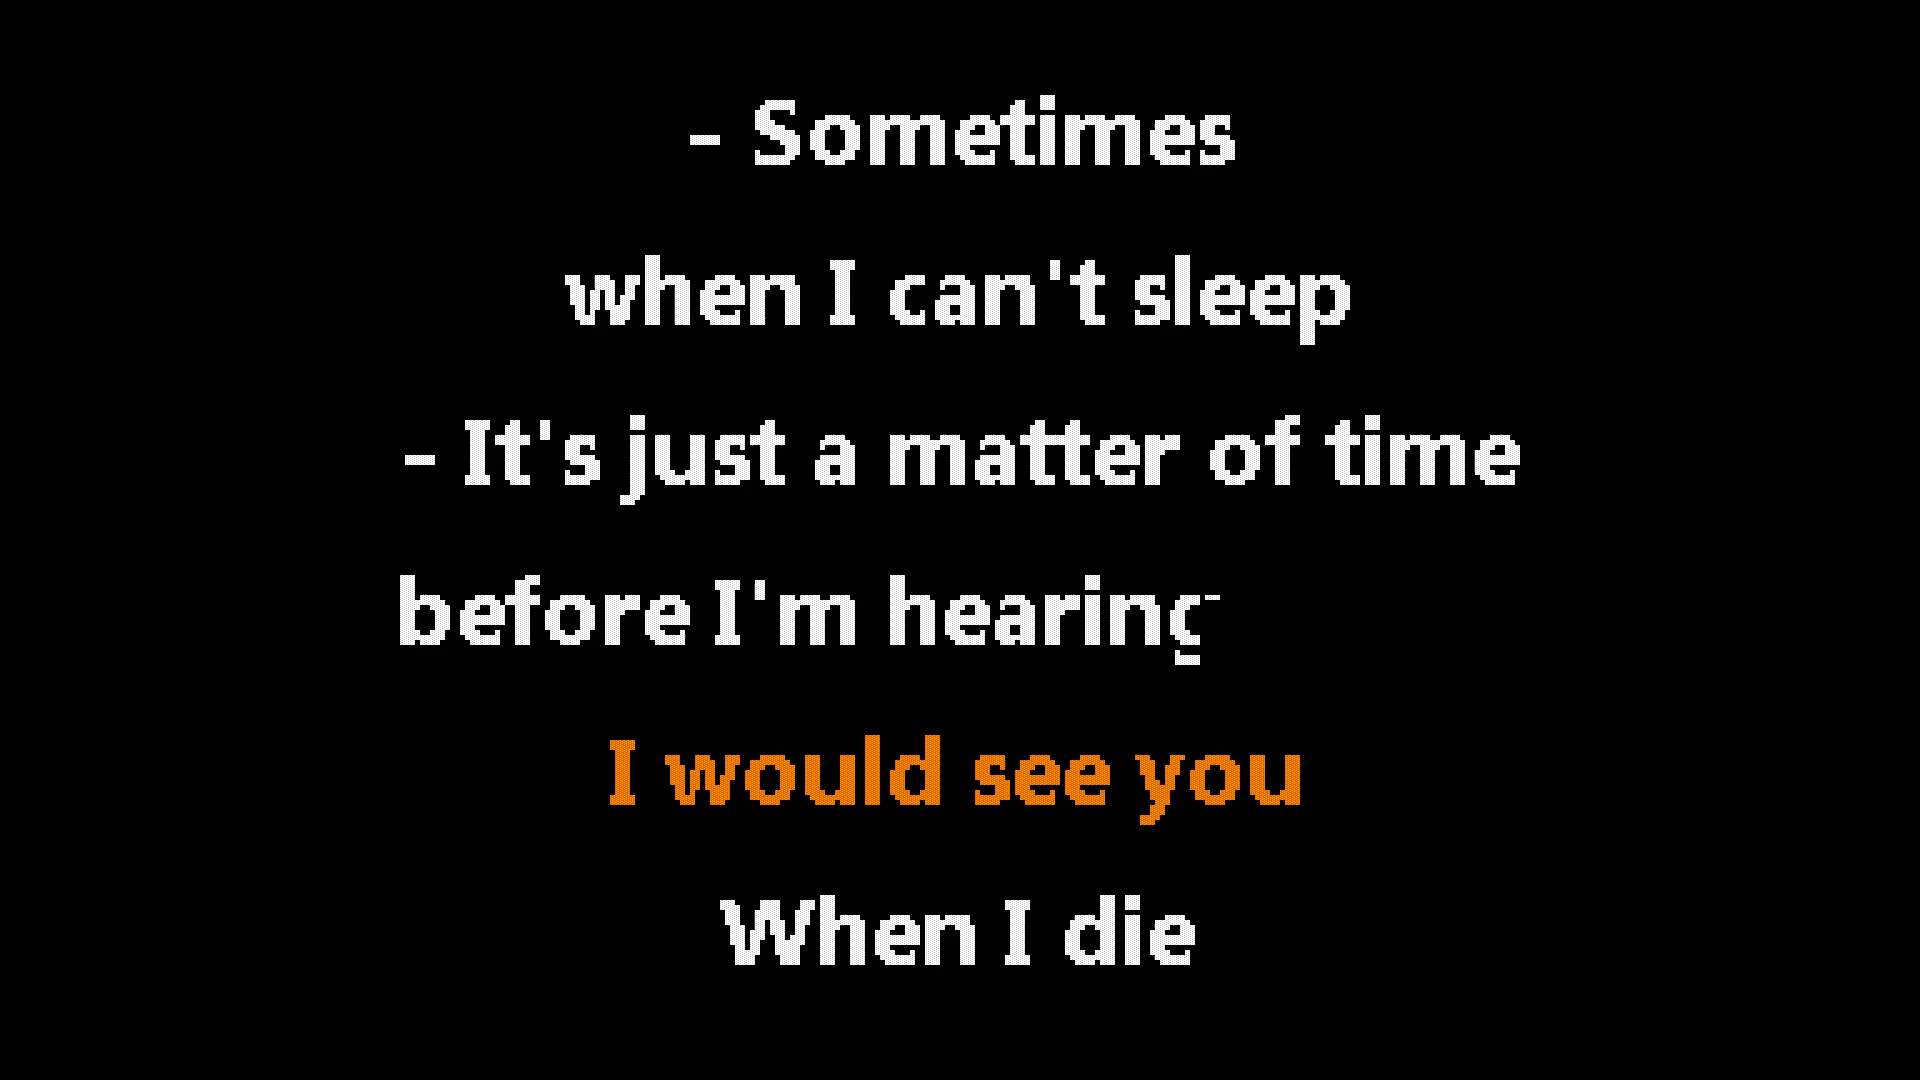 - Sometimes
when I can't sleep
- It's just a matter of time
before I'm hearing
I would see you
When I die